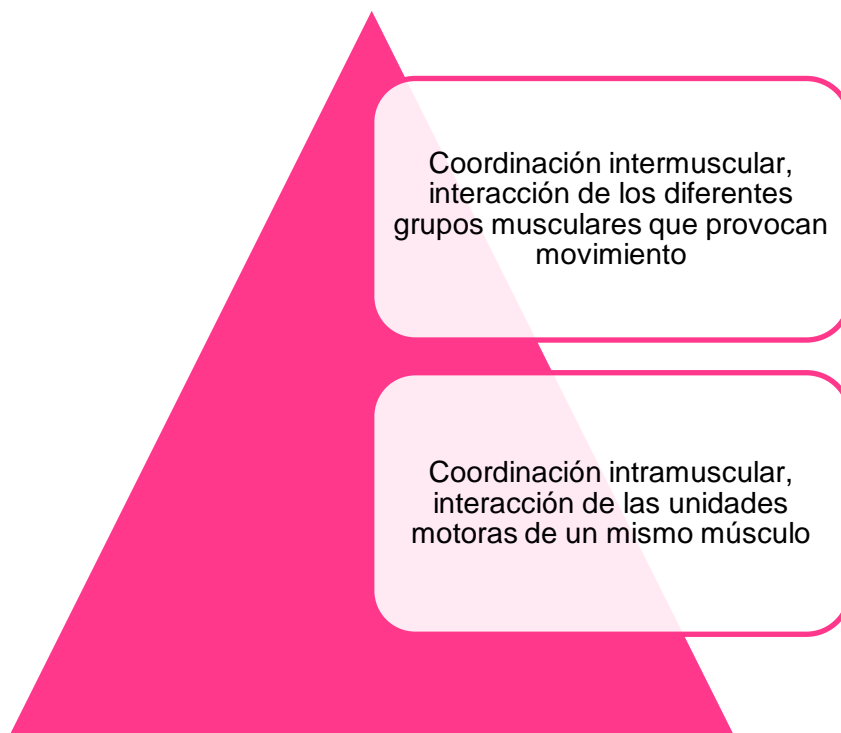 Coordinación intermuscular,
interacción de los diferentes
grupos musculares que provocan
movimiento
Coordinación intramuscular,
interacción de las unidades
motoras de un mismo músculo